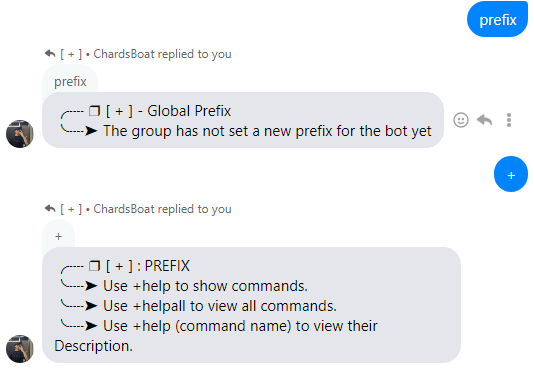 prefix
[ + ] • ChardsBoat replied to you
prefix
╭┈┈ ❒ [ + ] - Global Prefix
╰┈┈➤ The group has not set a new prefix for the bot yet
+
[ + ] • ChardsBoat replied to you
+
╭┈┈ ❒ [ + ] : PREFIX
╰┈┈➤ Use +help to show commands.
╰┈┈➤ Use +helpall to view all commands.
╰┈┈➤ Use +help (command name) to view their
Description.